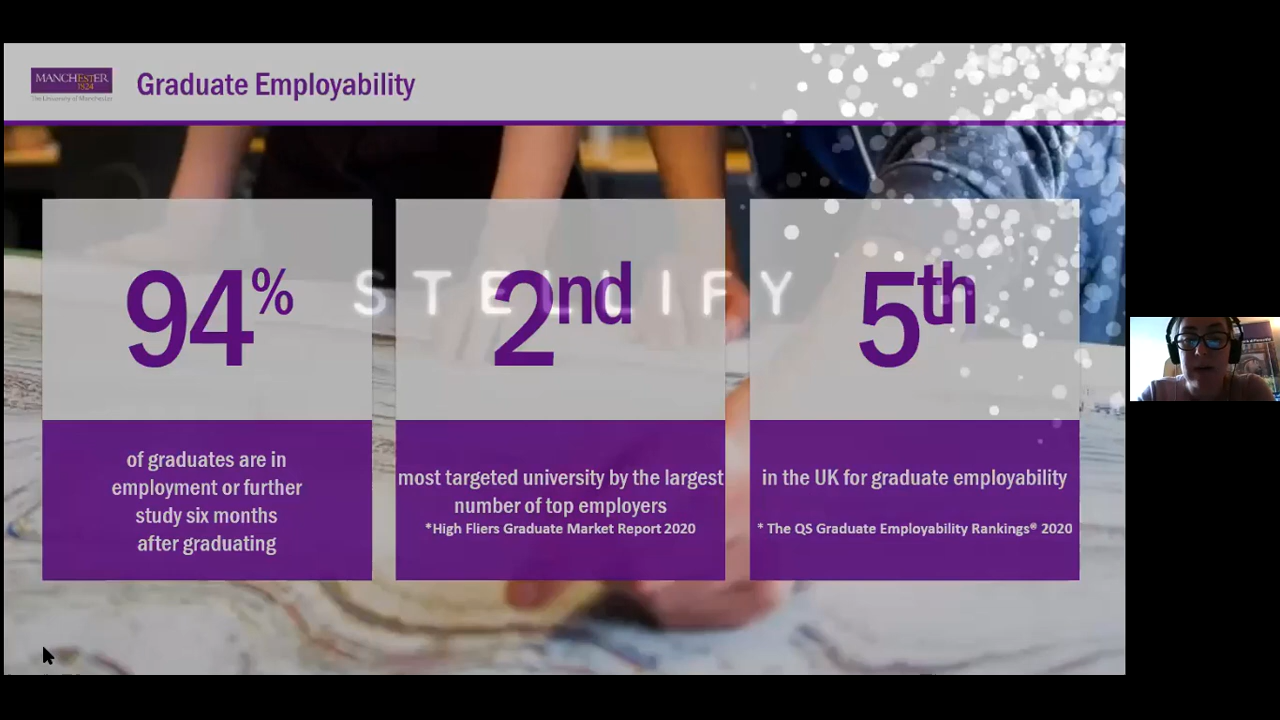 MANCHESTER
1824
The University of Manchester
Graduate Employability
STELLIFY
94%
of graduates are in
employment or further
study six months
after graduating
2nd
most targeted university by the largest
number of top employers
*High Fliers Graduate Market Report 2020
5th
in the UK for graduate employability
* The QS Graduate Employability Rankings® 2020